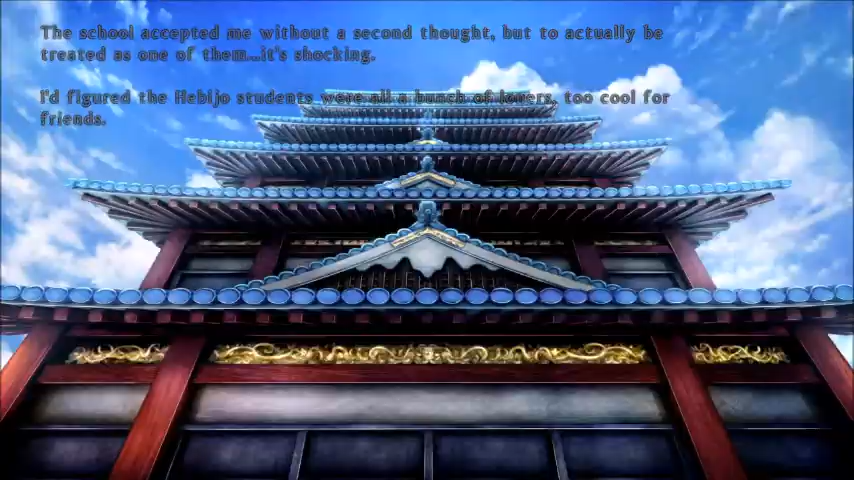 The school accepted me without a second thought, but to actually be
treated as one of them...it's shocking.
I'd figured the Hebijo students were all a bunch of loners, too cool for
friends.